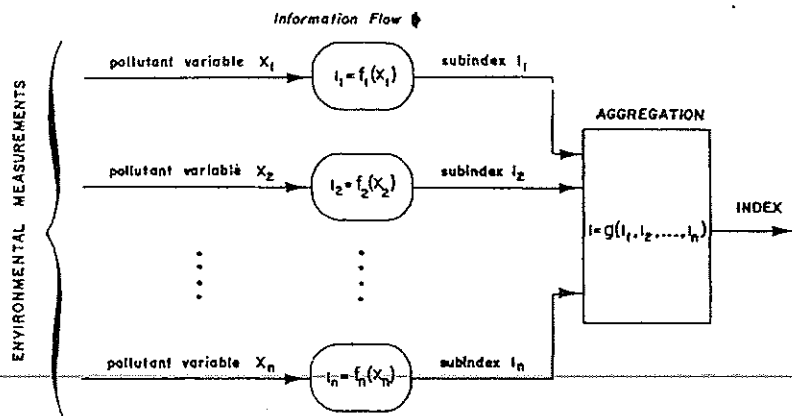 Information Flow
pollutant variable X₁
I₁ = f₁(X₁)
subindex I₁
AGGREGATION
pollutant variable X₂
I₂ = f₂(X₂)
subindex I₂
I = g(I₁, I₂, ...., Iₙ)
INDEX
pollutant variable Xₙ
Iₙ = fₙ(Xₙ)
subindex Iₙ
ENVIRONMENTAL MEASUREMENTS